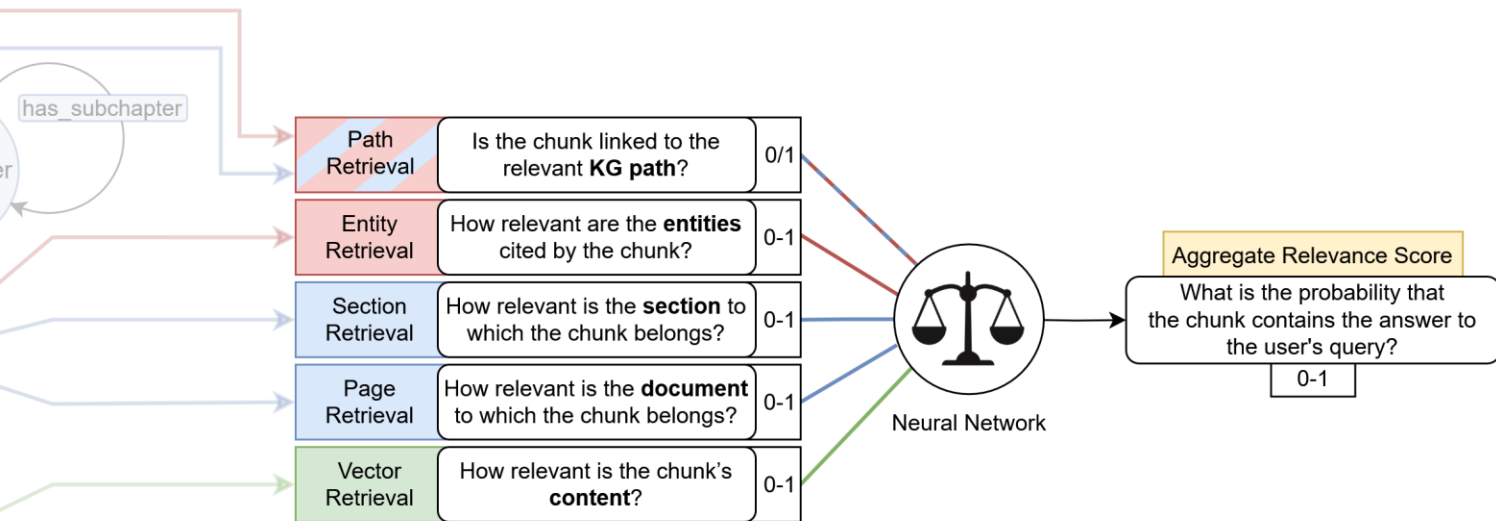 has_subchapter
er
Path
Retrieval
Is the chunk linked to the
relevant KG path?
0/1
Entity
Retrieval
How relevant are the entities
cited by the chunk?
0-1
Section
Retrieval
How relevant is the section to
which the chunk belongs?
0-1
Page
Retrieval
How relevant is the document
to which the chunk belongs?
0-1
Vector
Retrieval
How relevant is the chunk’s
content?
0-1
Neural Network
Aggregate Relevance Score
What is the probability that
the chunk contains the answer to
the user's query?
0-1